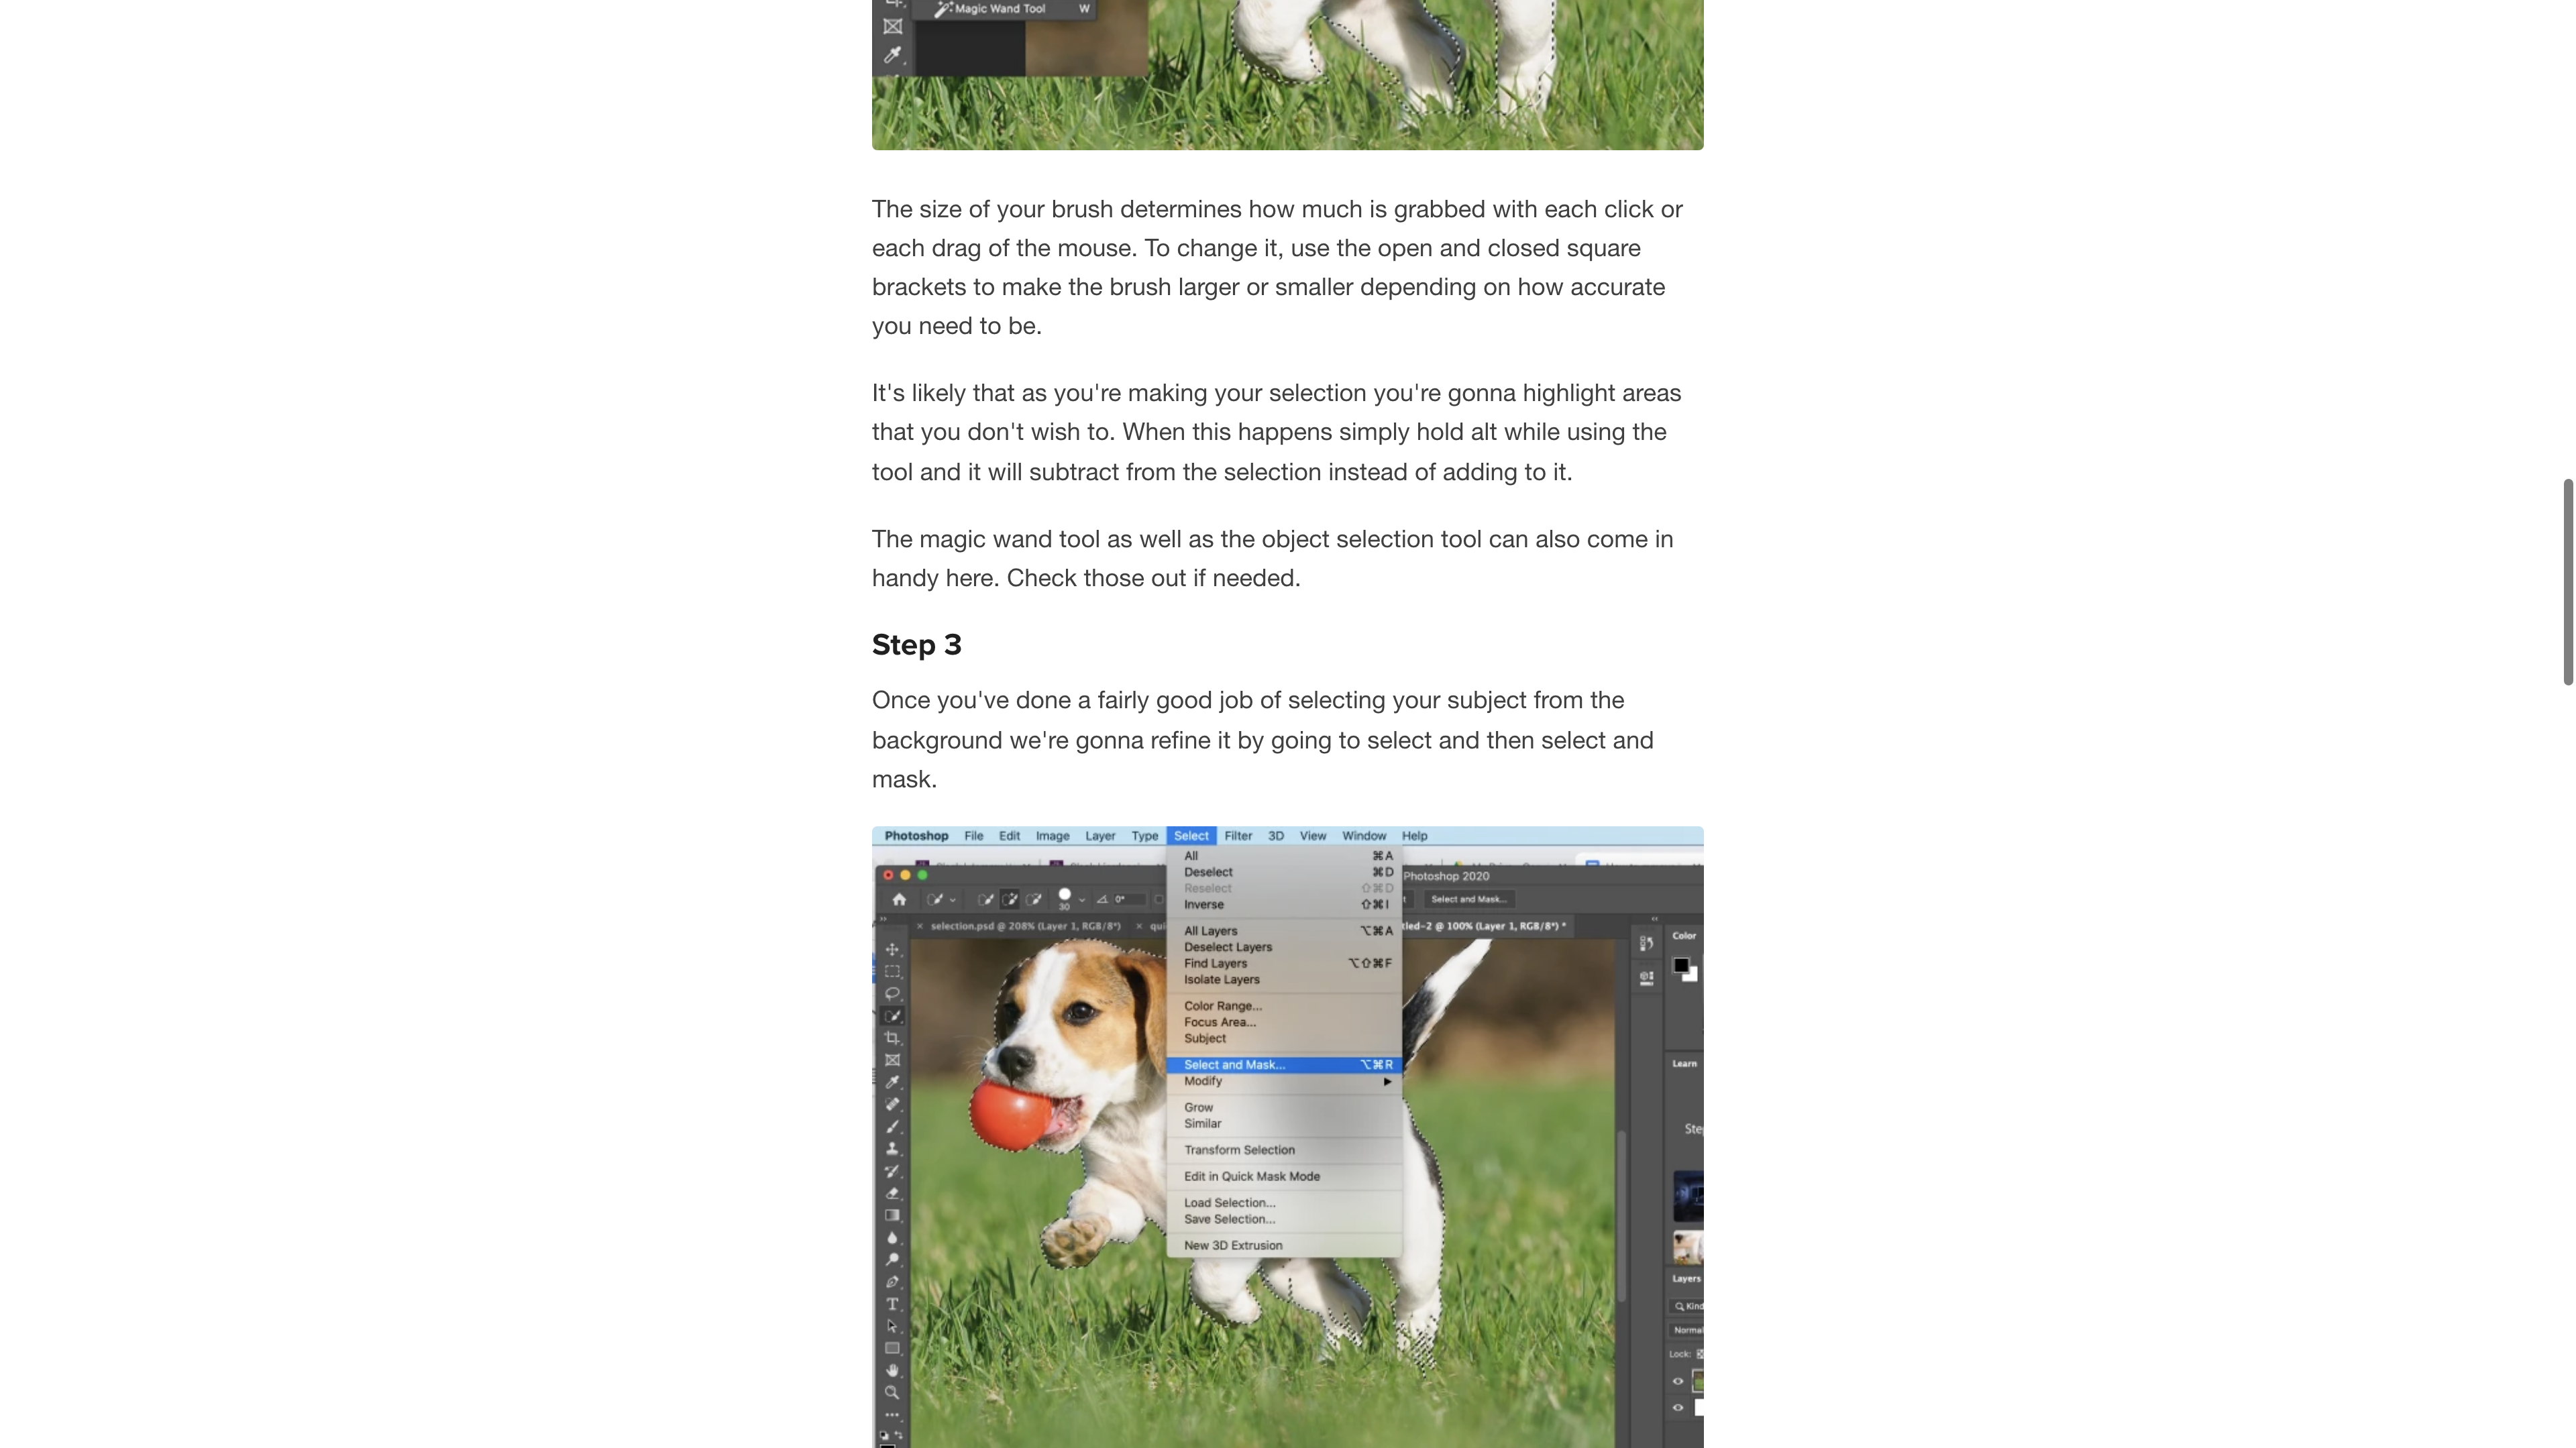 Magic Wand Tool W
The size of your brush determines how much is grabbed with each click or
each drag of the mouse. To change it, use the open and closed square
brackets to make the brush larger or smaller depending on how accurate
you need to be.
It's likely that as you're making your selection you're gonna highlight areas
that you don't wish to. When this happens simply hold alt while using the
tool and it will subtract from the selection instead of adding to it.
The magic wand tool as well as the object selection tool can also come in
handy here. Check those out if needed.
Step 3
Once you've done a fairly good job of selecting your subject from the
background we're gonna refine it by going to select and then select and
mask.
Photoshop File Edit Image Layer Type Select Filter 3D View Window Help
All ⌘A
Deselect ⌘D
Photoshop 2020
Reselect ⇧⌘D
Inverse ⇧⌘I
30
0°
Select and Mask...
selection.psd @ 208% (Layer 1, RGB/8*)
tled-2 @ 100% (Layer 1, RGB/8*) *
All Layers ⌥⌘A
Deselect Layers
Find Layers ⌥⇧⌘F
Isolate Layers
Color Range...
Focus Area...
Subject
Select and Mask... ⌥⌘R
Modify
Grow
Similar
Transform Selection
Edit in Quick Mask Mode
Load Selection...
Save Selection...
New 3D Extrusion
Color
Learn
Step
Layers
Kind
Normal
Lock: